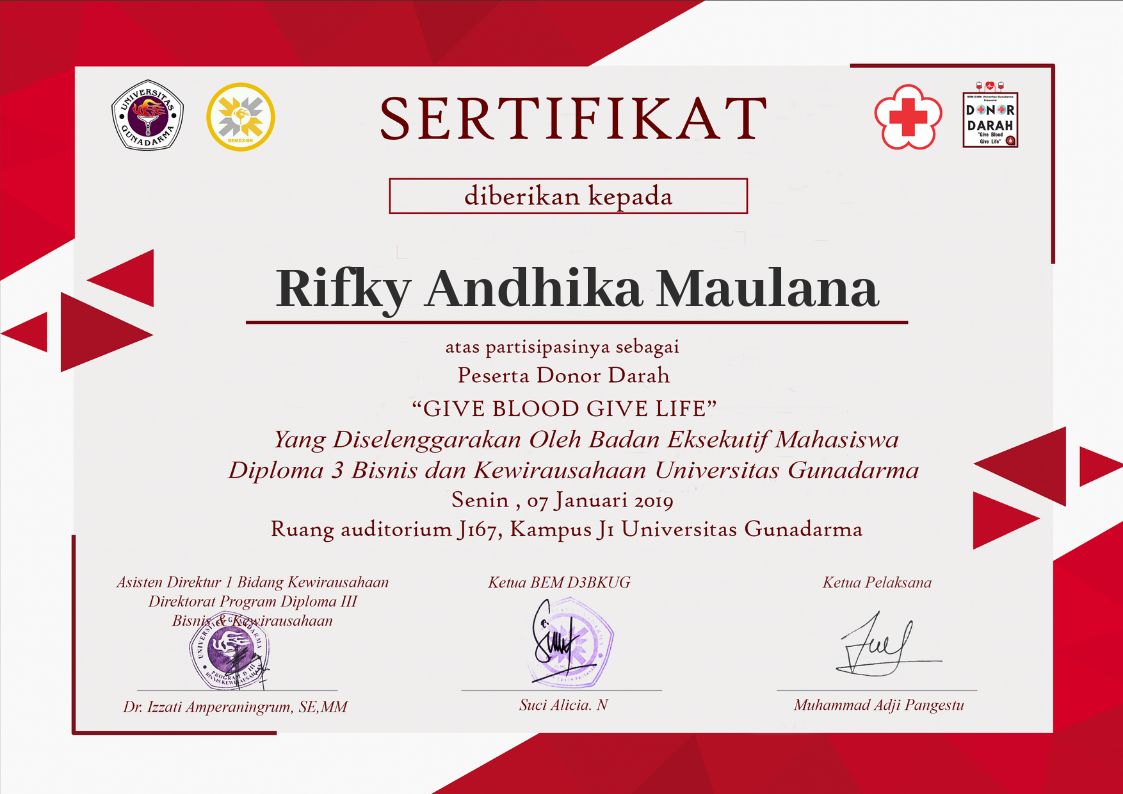 UNIVERSITAS GUNADARMA
SERTIFIKAT
DONOR
DARAH
"Give Blood
Give Life"
diberikan kepada
Rifky Andhika Maulana
atas partisipasinya sebagai
Peserta Donor Darah
“GIVE BLOOD GIVE LIFE”
Yang Diselenggarakan Oleh Badan Eksekutif Mahasiswa
Diploma 3 Bisnis dan Kewirausahaan Universitas Gunadarma
Senin , 07 Januari 2019
Ruang auditorium J167, Kampus J1 Universitas Gunadarma
Asisten Direktur 1 Bidang Kewirausahaan
Direktorat Program Diploma III
Bisnis & Kewirausahaan
Dr. Izzati Amperaningrum, SE,MM
Ketua BEM D3BKUG
Suci Alicia. N
Ketua Pelaksana
Muhammad Adji Pangestu